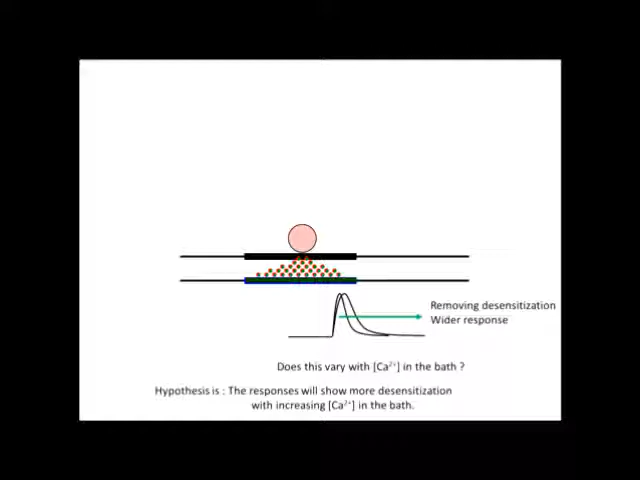 Removing desensitization
Wider response
Does this vary with [Ca²⁺] in the bath ?
Hypothesis is : The responses will show more desensitization
with increasing [Ca²⁺] in the bath.